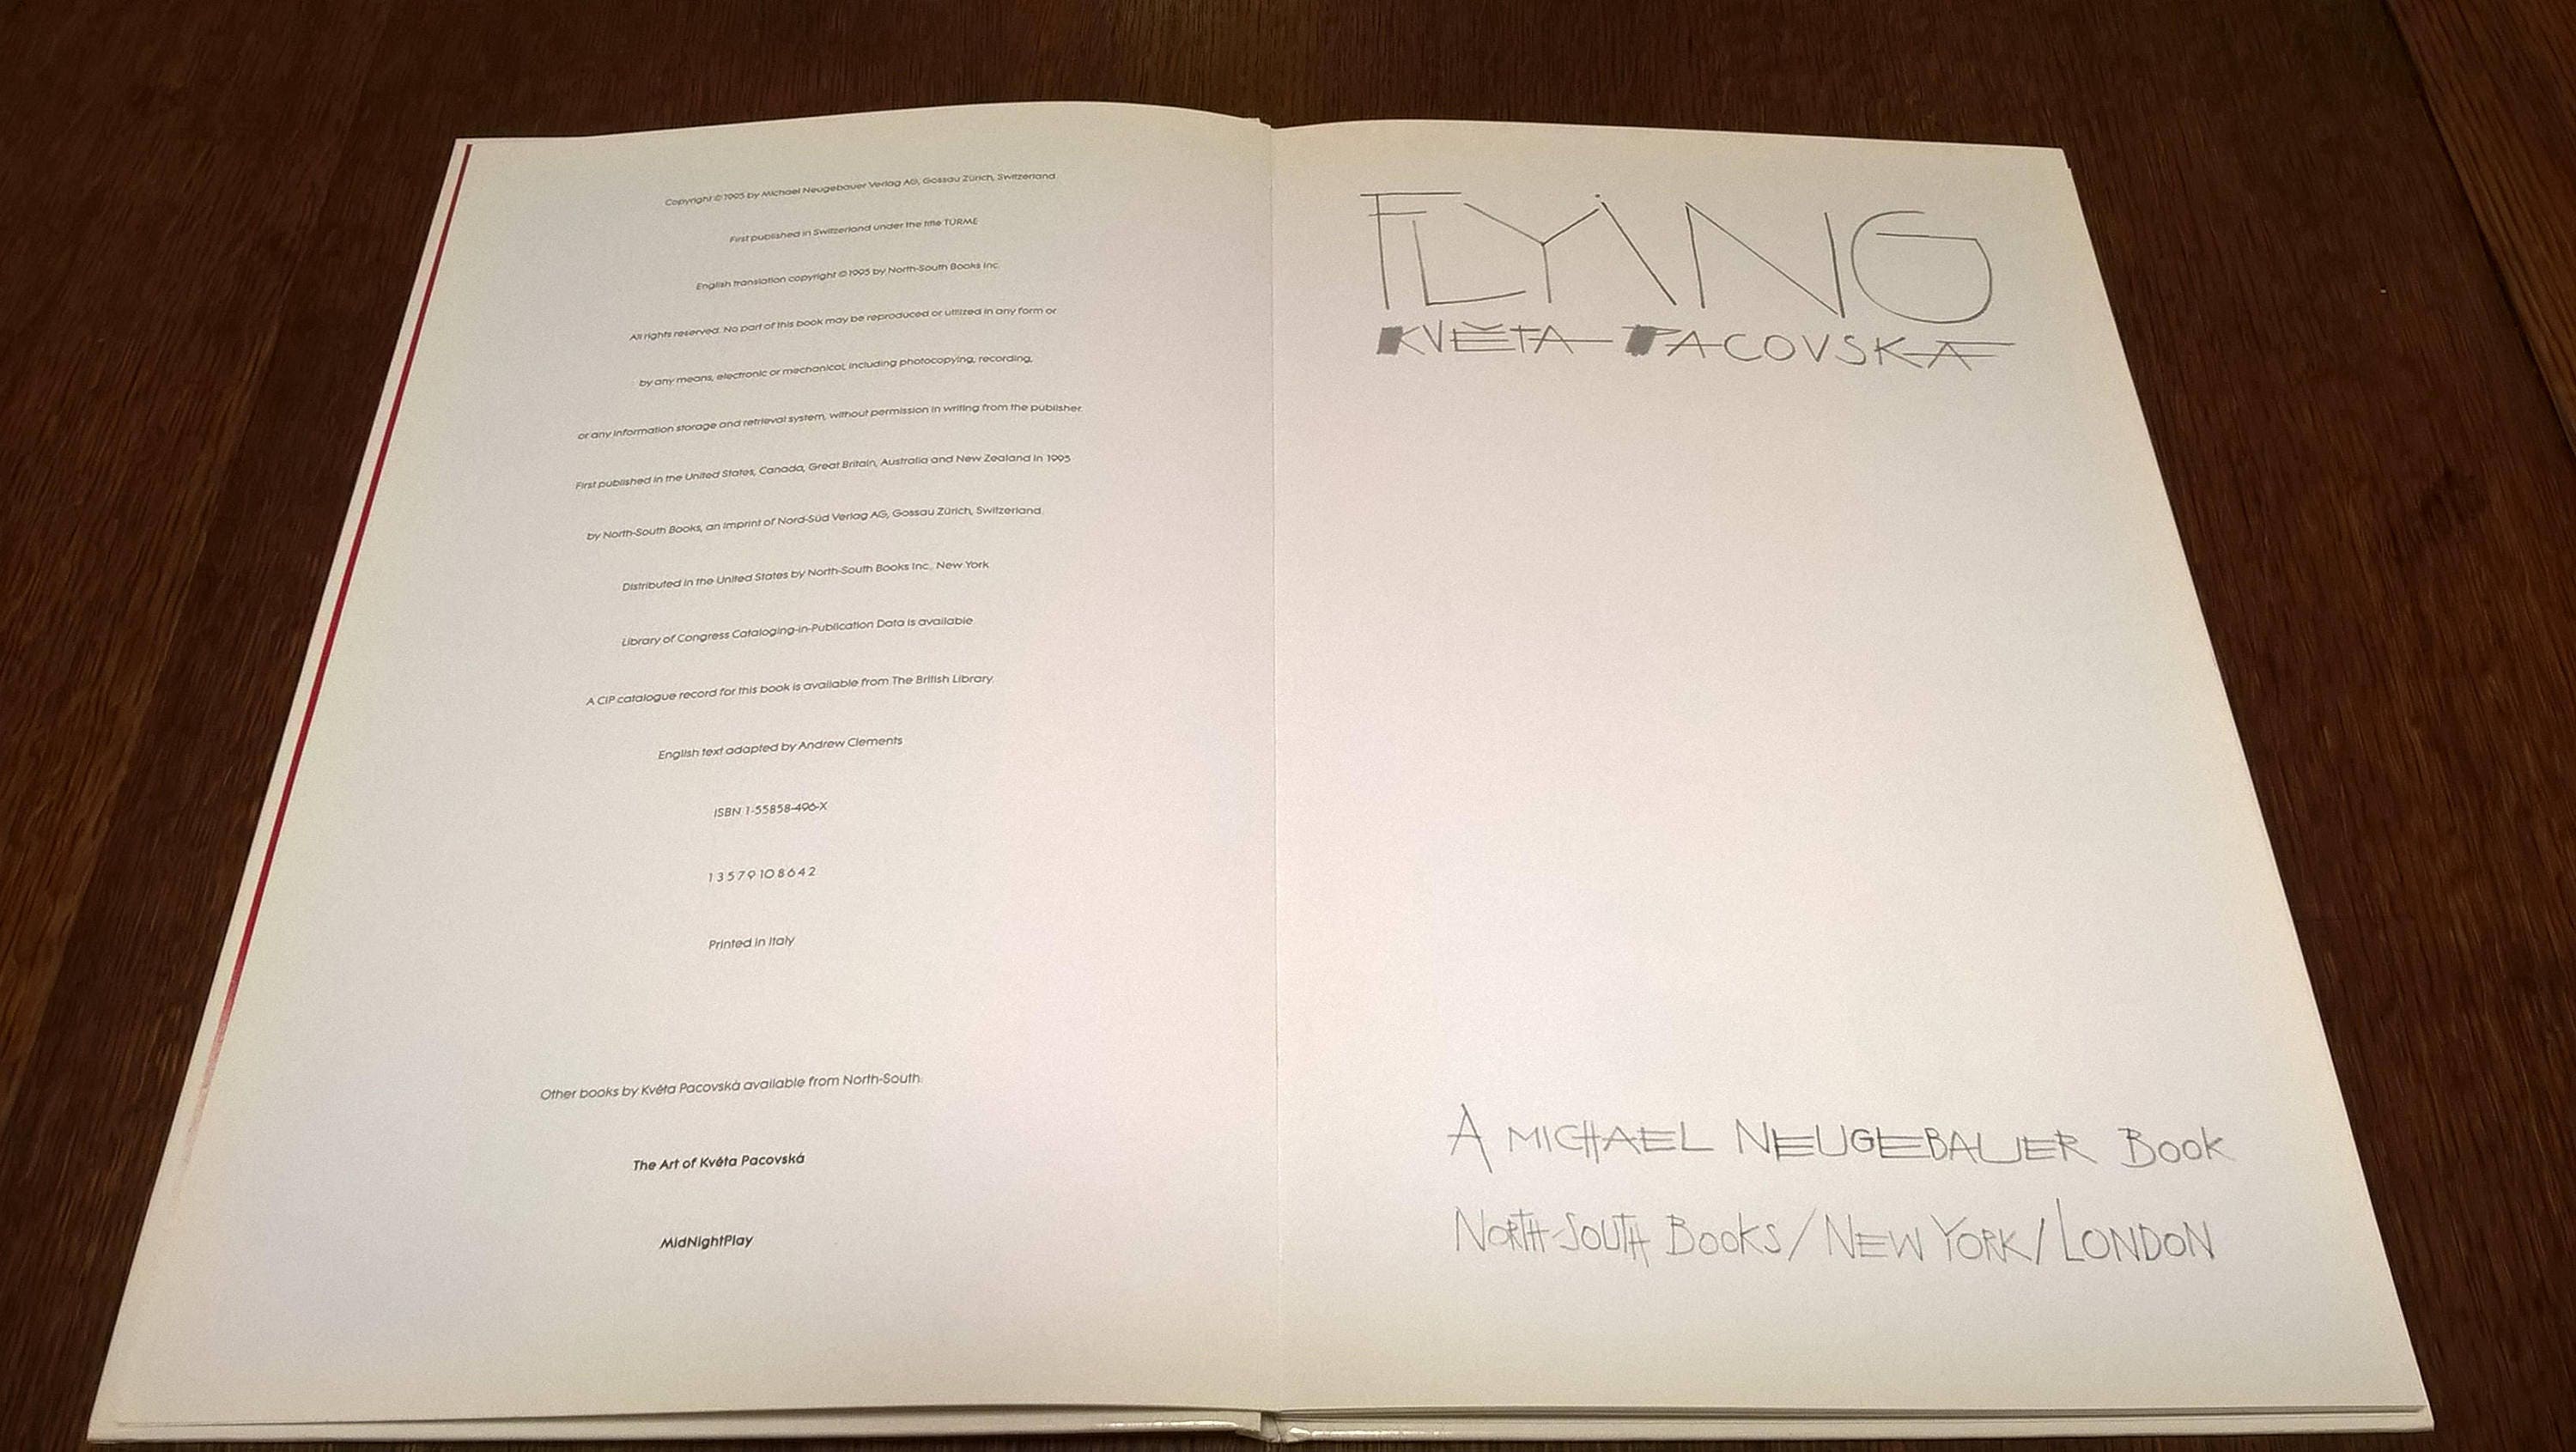 Copyright © 1995 by Michael Neugebauer Verlag AG, Gossau Zürich, Switzerland.
First published in Switzerland under the title TÜRME
English translation copyright © 1995 by North-South Books Inc.
All rights reserved. No part of this book may be reproduced or utilized in any form or
by any means, electronic or mechanical, including photocopying, recording,
or any information storage and retrieval system, without permission in writing from the publisher.
First published in the United States, Canada, Great Britain, Australia and New Zealand in 1995
by North-South Books, an imprint of Nord-Süd Verlag AG, Gossau Zürich, Switzerland.
Distributed in the United States by North-South Books Inc., New York
Library of Congress Cataloging-in-Publication Data is available
A CIP catalogue record for this book is available from The British Library.
English text adapted by Andrew Clements
ISBN 1-55858-496-X
1 3 5 7 9 10 8 6 4 2
Printed in Italy
Other books by Květa Pacovská available from North-South:
The Art of Květa Pacovská
MidNightPlay
FLYING
KVĚTA PACOVSKÁ
A MICHAEL NEUGEBAUER BOOK
NORTH-SOUTH BOOKS / NEW YORK / LONDON